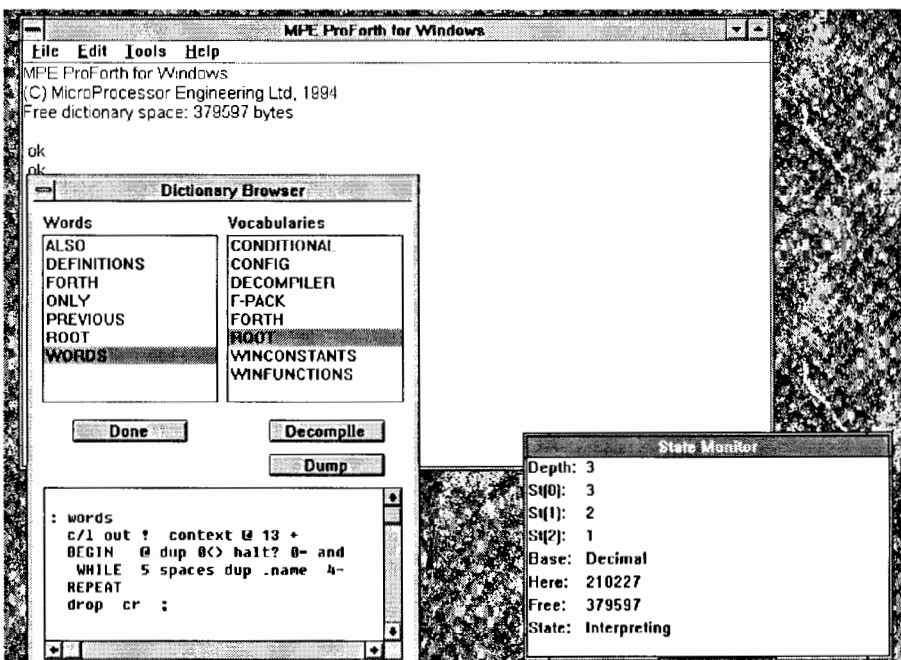 MPE ProForth for Windows
File Edit Tools Help
MPE ProForth for Windows
(C) MicroProcessor Engineering Ltd, 1994
Free dictionary space: 379597 bytes
ok
ok
Dictionary Browser
Words
ALSO
DEFINITIONS
FORTH
ONLY
PREVIOUS
ROOT
WORDS
Vocabularies
CONDITIONAL
CONFIG
DECOMPILER
F-PACK
FORTH
ROOT
WINCONSTANTS
WINFUNCTIONS
Done
Decompile
Dump
: words
c/l out ! context @ 13 +
BEGIN @ dup 0<> halt? 0= and
WHILE 5 spaces dup .name 4-
REPEAT
drop cr ;
State Monitor
Depth: 3
St[0]: 3
St[1]: 2
St[2]: 1
Base: Decimal
Here: 210227
Free: 379597
State: Interpreting